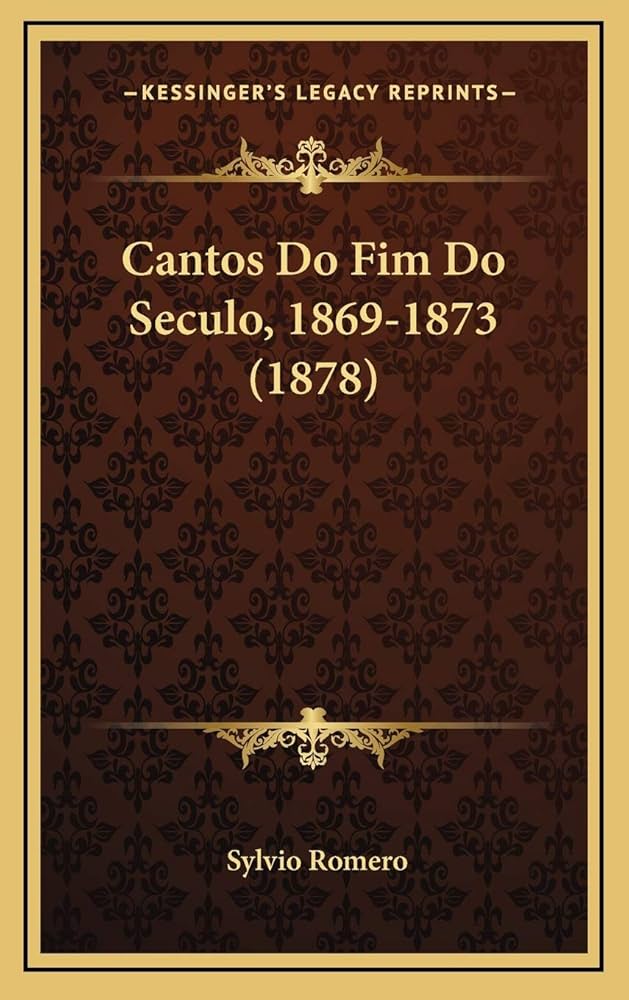 –KESSINGER'S LEGACY REPRINTS–
Cantos Do Fim Do
Seculo, 1869-1873
(1878)
Sylvio Romero